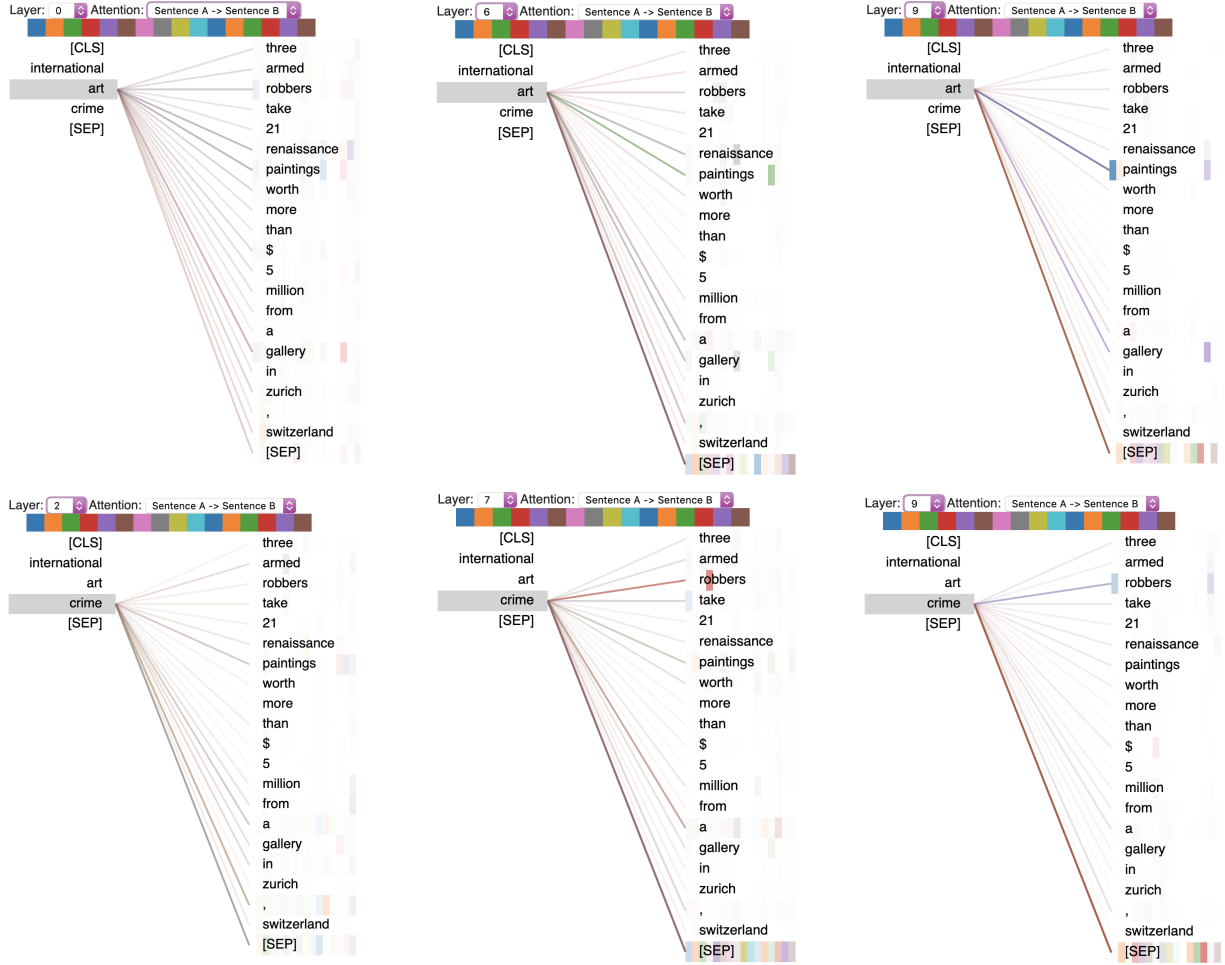 Layer: 0 Attention: Sentence A -> Sentence B
[CLS]
international
art
crime
[SEP]
three
armed
robbers
take
21
renaissance
paintings
worth
more
than
$
5
million
from
a
gallery
in
zurich
,
switzerland
[SEP]
Layer: 6 Attention: Sentence A -> Sentence B
[CLS]
international
art
crime
[SEP]
three
armed
robbers
take
21
renaissance
paintings
worth
more
than
$
5
million
from
a
gallery
in
zurich
,
switzerland
[SEP]
Layer: 9 Attention: Sentence A -> Sentence B
[CLS]
international
art
crime
[SEP]
three
armed
robbers
take
21
renaissance
paintings
worth
more
than
$
5
million
from
a
gallery
in
zurich
,
switzerland
[SEP]
Layer: 2 Attention: Sentence A -> Sentence B
[CLS]
international
art
crime
[SEP]
three
armed
robbers
take
21
renaissance
paintings
worth
more
than
$
5
million
from
a
gallery
in
zurich
,
switzerland
[SEP]
Layer: 7 Attention: Sentence A -> Sentence B
[CLS]
international
art
crime
[SEP]
three
armed
robbers
take
21
renaissance
paintings
worth
more
than
$
5
million
from
a
gallery
in
zurich
,
switzerland
[SEP]
Layer: 9 Attention: Sentence A -> Sentence B
[CLS]
international
art
crime
[SEP]
three
armed
robbers
take
21
renaissance
paintings
worth
more
than
$
5
million
from
a
gallery
in
zurich
,
switzerland
[SEP]